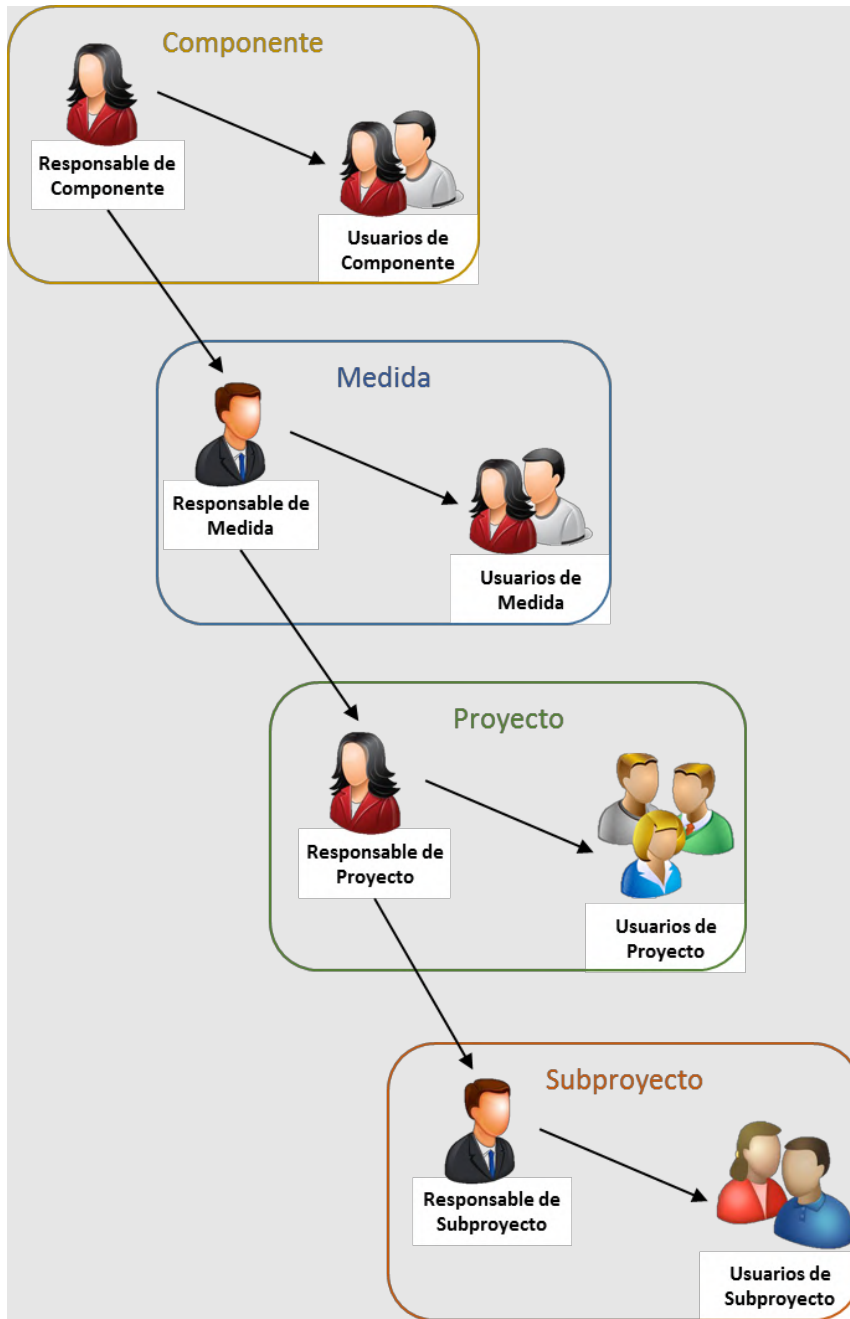 Componente
Responsable de
Componente
Usuarios de
Componente
Medida
Responsable de
Medida
Usuarios de
Medida
Proyecto
Responsable de
Proyecto
Usuarios de
Proyecto
Subproyecto
Responsable de
Subproyecto
Usuarios de
Subproyecto